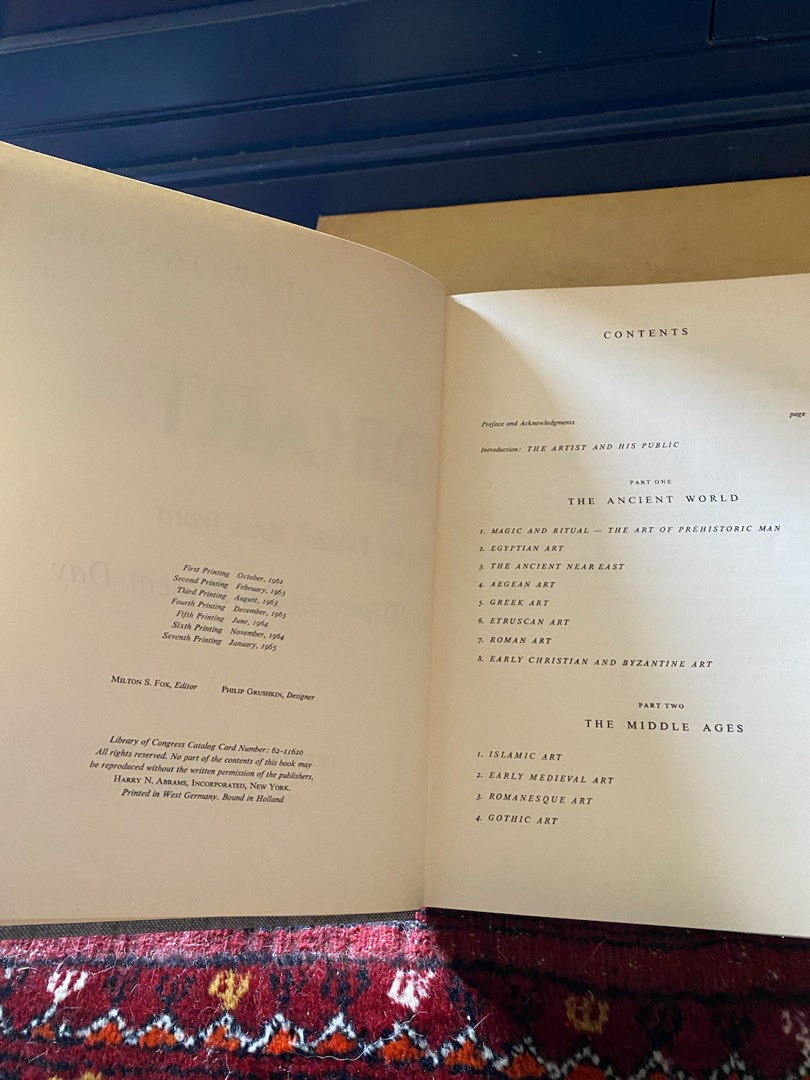 First Printing October, 1962
Second Printing February, 1963
Third Printing August, 1963
Fourth Printing December, 1963
Fifth Printing June, 1964
Sixth Printing November, 1964
Seventh Printing January, 1965
MILTON S. FOX, Editor PHILIP GRUSHKIN, Designer
Library of Congress Catalog Card Number: 62-11620
All rights reserved. No part of the contents of this book may
be reproduced without the written permission of the publishers,
HARRY N. ABRAMS, INCORPORATED, NEW YORK.
Printed in West Germany. Bound in Holland
CONTENTS
page
Preface and Acknowledgments
Introduction: THE ARTIST AND HIS PUBLIC
PART ONE
THE ANCIENT WORLD
1. MAGIC AND RITUAL — THE ART OF PREHISTORIC MAN
2. EGYPTIAN ART
3. THE ANCIENT NEAR EAST
4. AEGEAN ART
5. GREEK ART
6. ETRUSCAN ART
7. ROMAN ART
8. EARLY CHRISTIAN AND BYZANTINE ART
PART TWO
THE MIDDLE AGES
1. ISLAMIC ART
2. EARLY MEDIEVAL ART
3. ROMANESQUE ART
4. GOTHIC ART